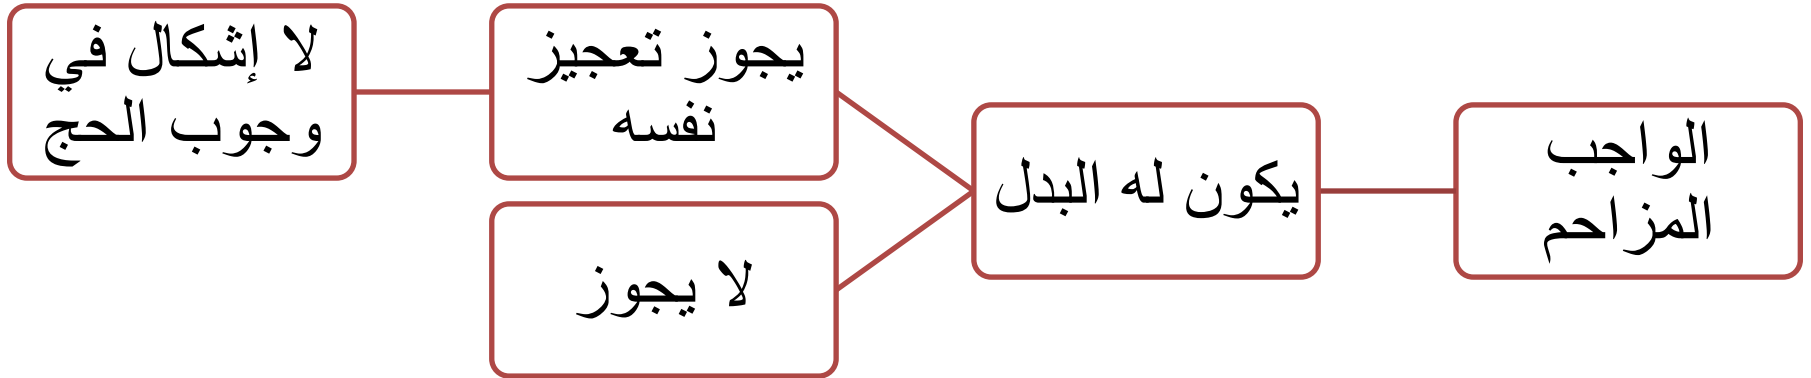 الواجب
المزاحم
يكون له البدل
يجوز تعجيز
نفسه
لا إشكال في
وجوب الحج
لا يجوز